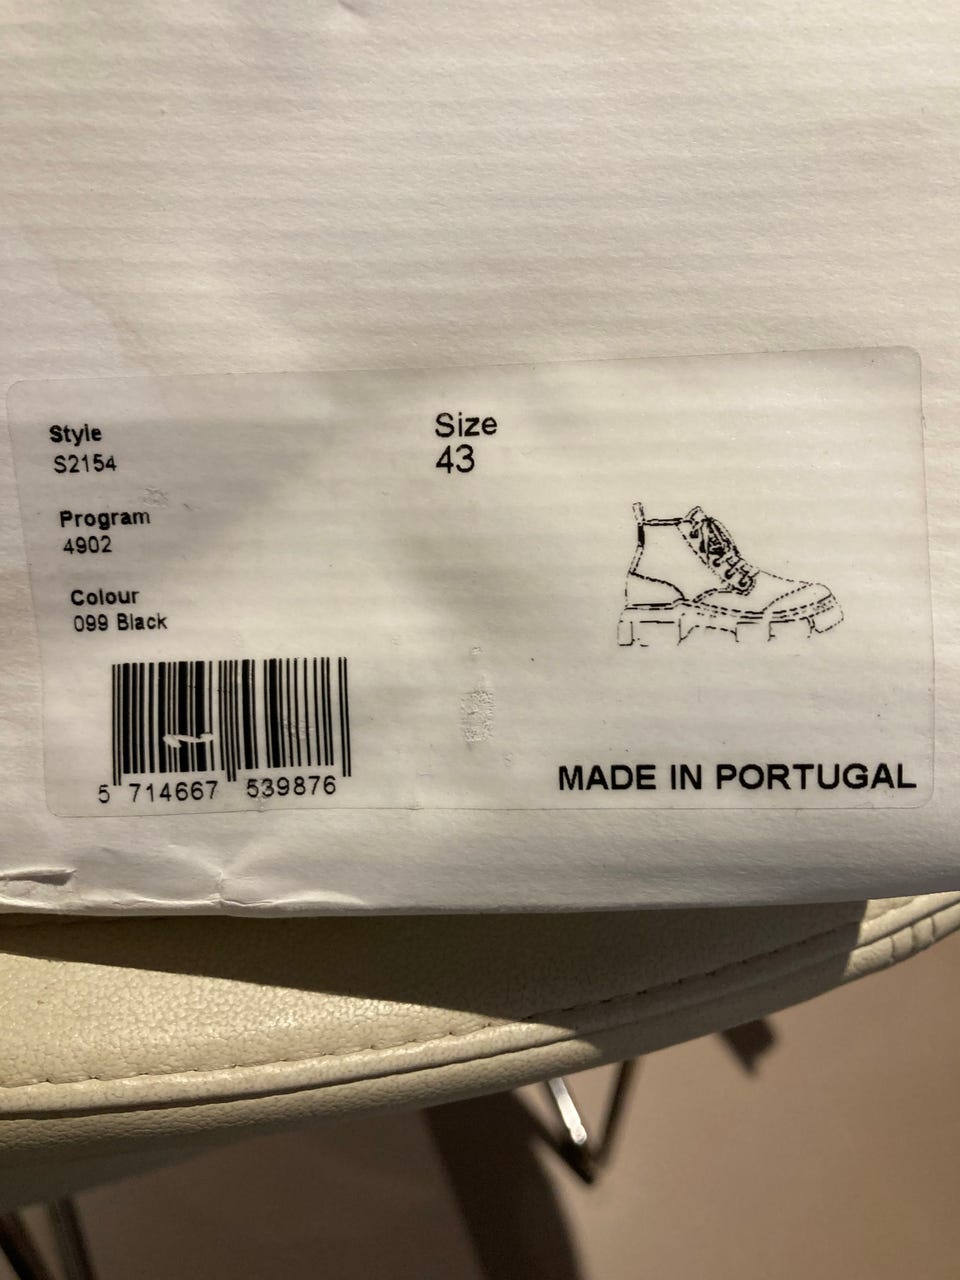 Style
S2154
Size
43
Program
4902
Colour
099 Black
5 714667 539876
MADE IN PORTUGAL